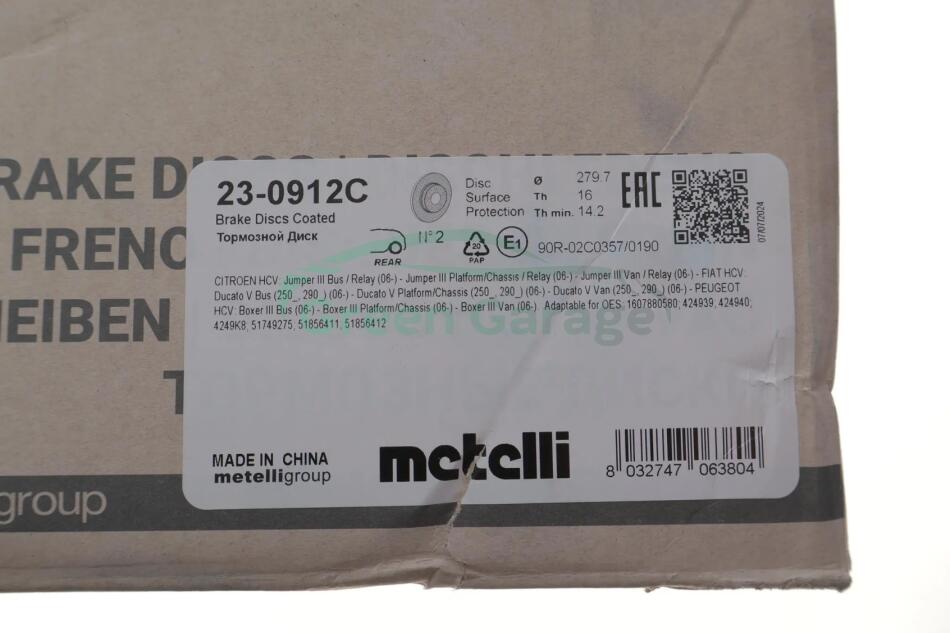 RAKE D
FRENC
HEIBEN
Т
group
23-0912C
Brake Discs Coated
Тормозной Диск
Disc
Surface
Protection
Ø 279.7
Th 16
Th min. 14.2
EAC
07/07/2024
REAR
N°2
20
PAP
E1
90R-02C0357/0190
CITROEN HCV: Jumper III Bus / Relay (06-) - Jumper III Platform/Chassis / Relay (06-) - Jumper III Van / Relay (06-) - FIAT HCV:
Ducato V Bus (250_, 290_) (06-) - Ducato V Platform/Chassis (250_, 290_) (06-) - Ducato V Van (250_, 290_) (06-) - PEUGEOT
HCV: Boxer III Bus (06-) - Boxer III Platform/Chassis (06-) - Boxer III Van (06-). Adaptable for OES: 1607880580; 424939; 424940;
4249K8; 51749275; 51856411; 51856412
Green Garage
MADE IN CHINA
metelligroup
metelli
8 032747 063804